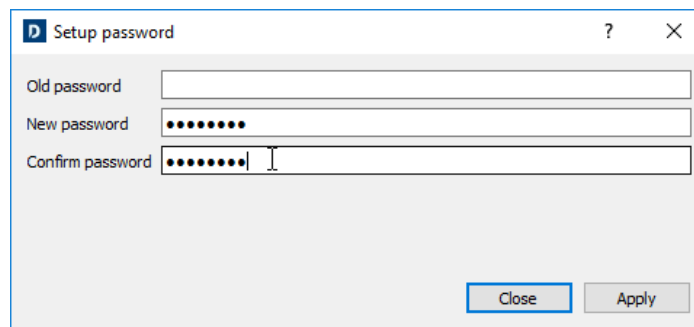 D Setup password ?
Old password
New password ●●●●●●●●
Confirm password ●●●●●●●●
Close Apply